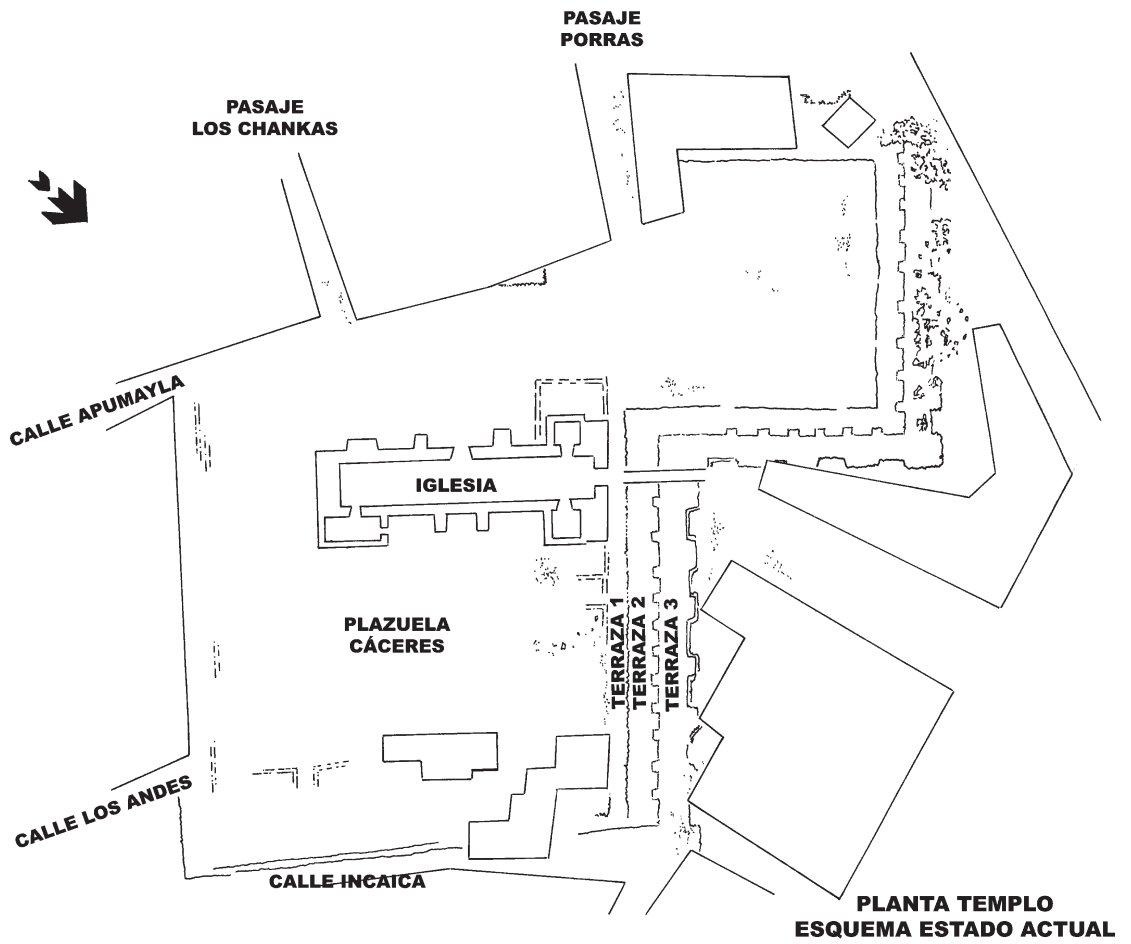 PASAJE
PORRAS
PASAJE
LOS CHANKAS
CALLE APUMAYLA
IGLESIA
PLAZUELA
CÁCERES
TERRAZA 1
TERRAZA 2
TERRAZA 3
CALLE LOS ANDES
CALLE INCAICA
PLANTA TEMPLO
ESQUEMA ESTADO ACTUAL